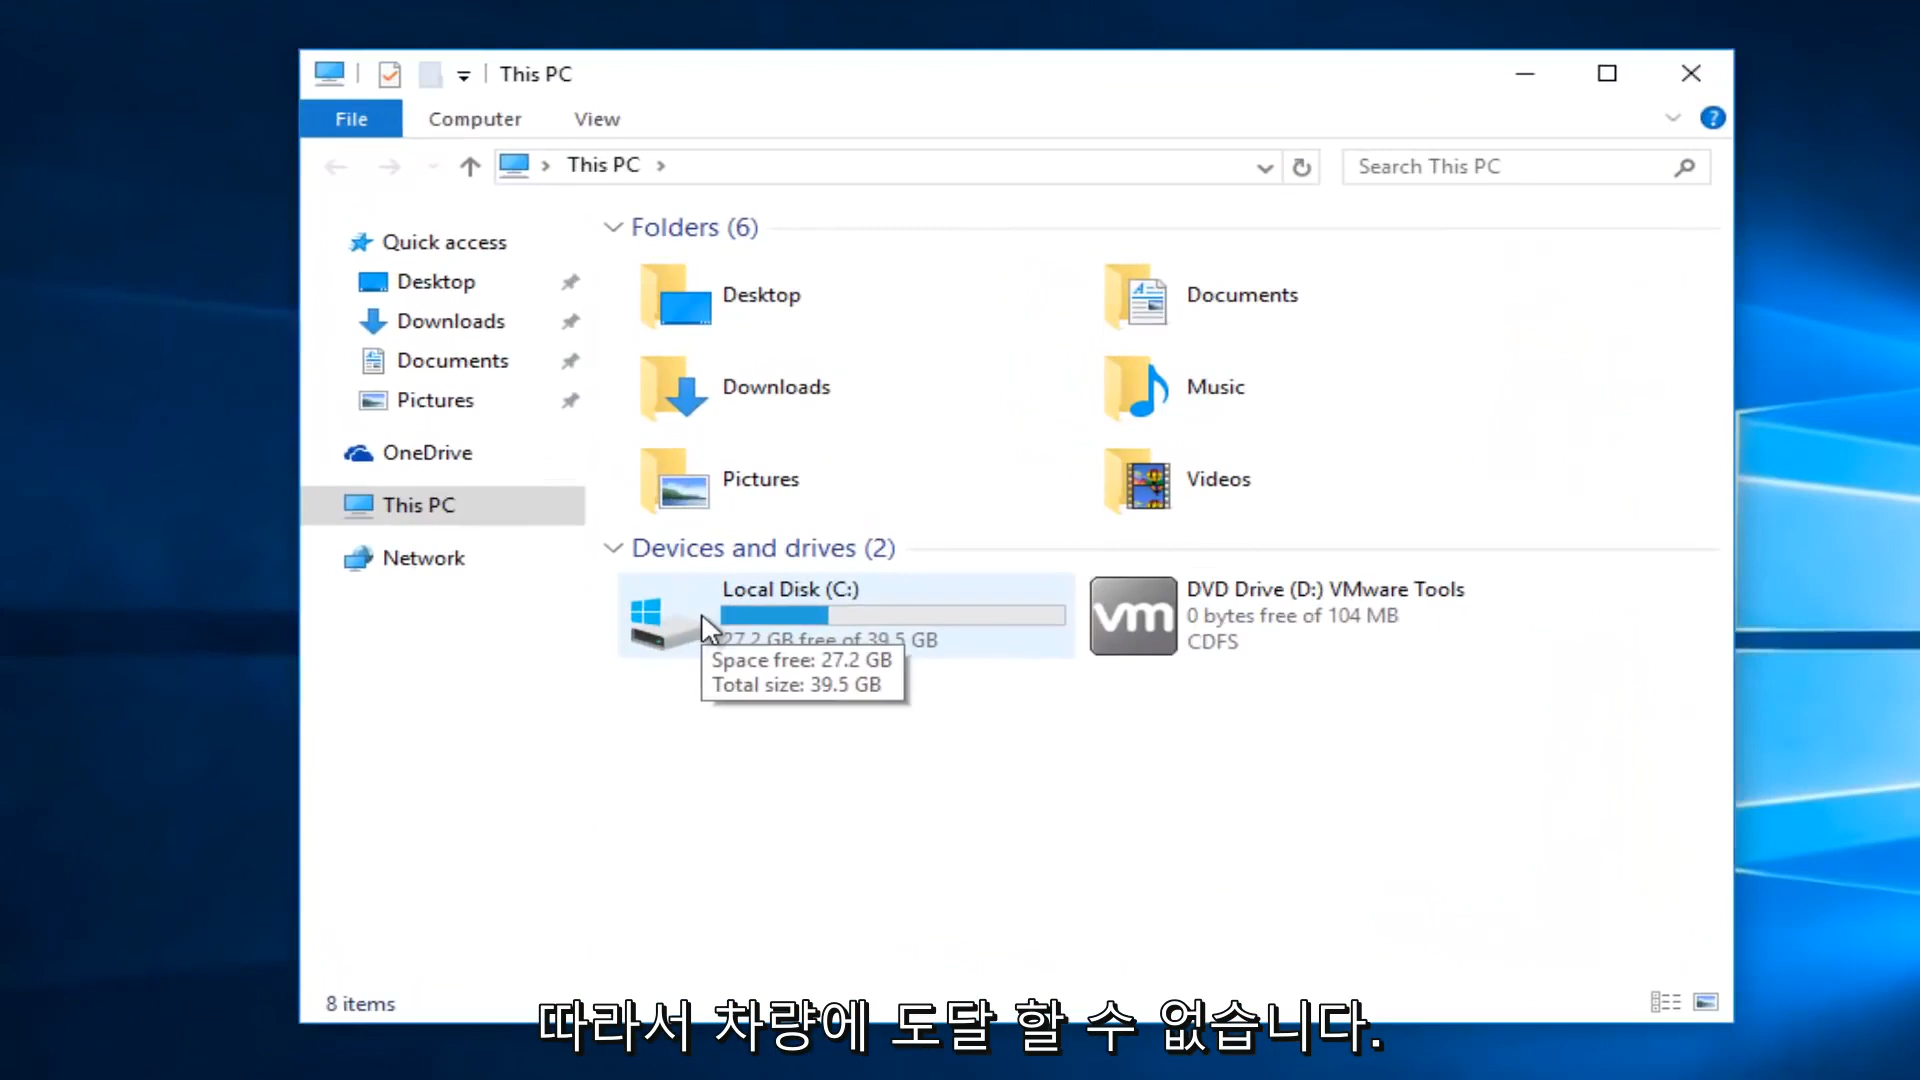 This PC
File Computer View
This PC
Search This PC
Quick access
Desktop
Downloads
Documents
Pictures
OneDrive
This PC
Network
Folders (6)
Desktop
Documents
Downloads
Music
Pictures
Videos
Devices and drives (2)
Local Disk (C:)
27.2 GB free of 39.5 GB
Space free: 27.2 GB
Total size: 39.5 GB
vm
DVD Drive (D:) VMware Tools
0 bytes free of 104 MB
CDFS
8 items
따라서 차량에 도달 할 수 없습니다.